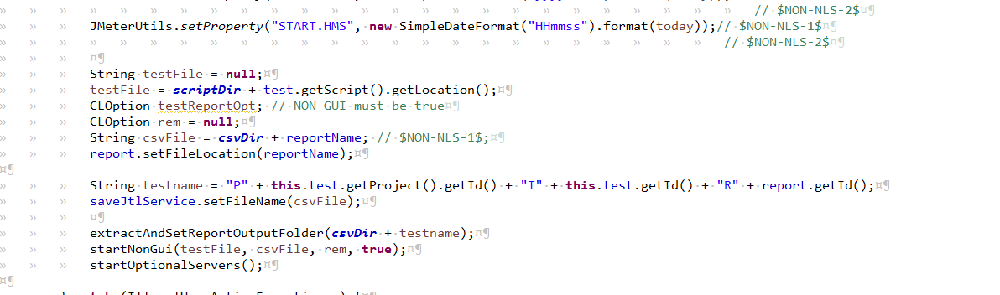 // $NON-NLS-2$
JMeterUtils.setProperty("START.HMS", new SimpleDateFormat("HHmmss").format(today));// $NON-NLS-1$
// $NON-NLS-2$
String testFile = null;
testFile = scriptDir + test.getScript().getLocation();
CLOption testReportOpt; // NON-GUI must be true
CLOption rem = null;
String csvFile = csvDir + reportName; // $NON-NLS-1$;
report.setFileLocation(reportName);
String testname = "P" + this.test.getProject().getId() + "T" + this.test.getId() + "R" + report.getId();
saveJtlService.setFileName(csvFile);
extractAndSetReportOutputFolder(csvDir + testname);
startNonGui(testFile, csvFile, rem, true);
startOptionalServers();